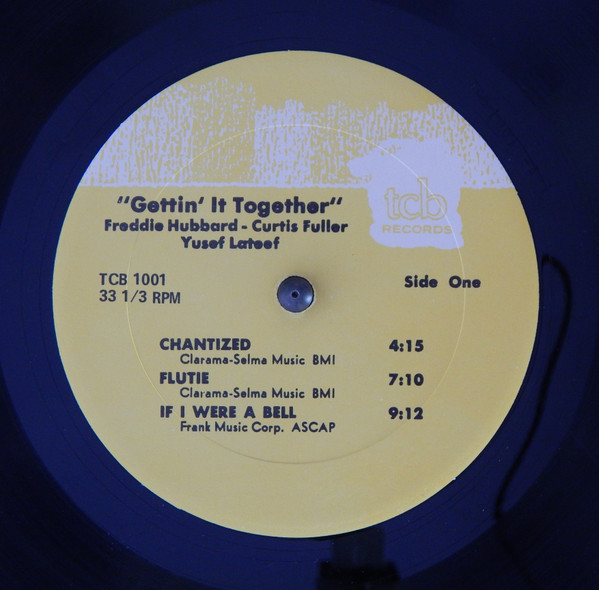 "Gettin' It Together"
Freddie Hubbard - Curtis Fuller
Yusef Lateef
tcb
RECORDS
TCB 1001
33 1/3 RPM
Side One
CHANTIZED 4:15
Clarama-Selma Music BMI
FLUTIE 7:10
Clarama-Selma Music BMI
IF I WERE A BELL 9:12
Frank Music Corp. ASCAP